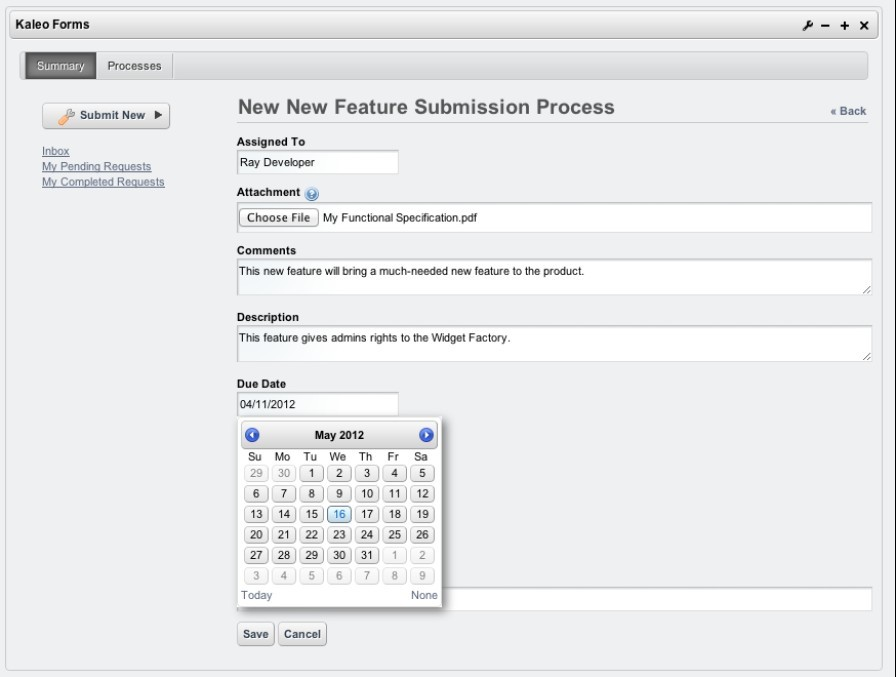 Kaleo Forms
Summary Processes
Submit New
Inbox
My Pending Requests
My Completed Requests
New New Feature Submission Process
« Back
Assigned To
Ray Developer
Attachment
Choose File My Functional Specification.pdf
Comments
This new feature will bring a much-needed new feature to the product.
Description
This feature gives admins rights to the Widget Factory.
Due Date
04/11/2012
May 2012
Su Mo Tu We Th Fr Sa
29 30 1 2 3 4 5
6 7 8 9 10 11 12
13 14 15 16 17 18 19
20 21 22 23 24 25 26
27 28 29 30 31 1 2
3 4 5 6 7 8 9
Today None
Save Cancel